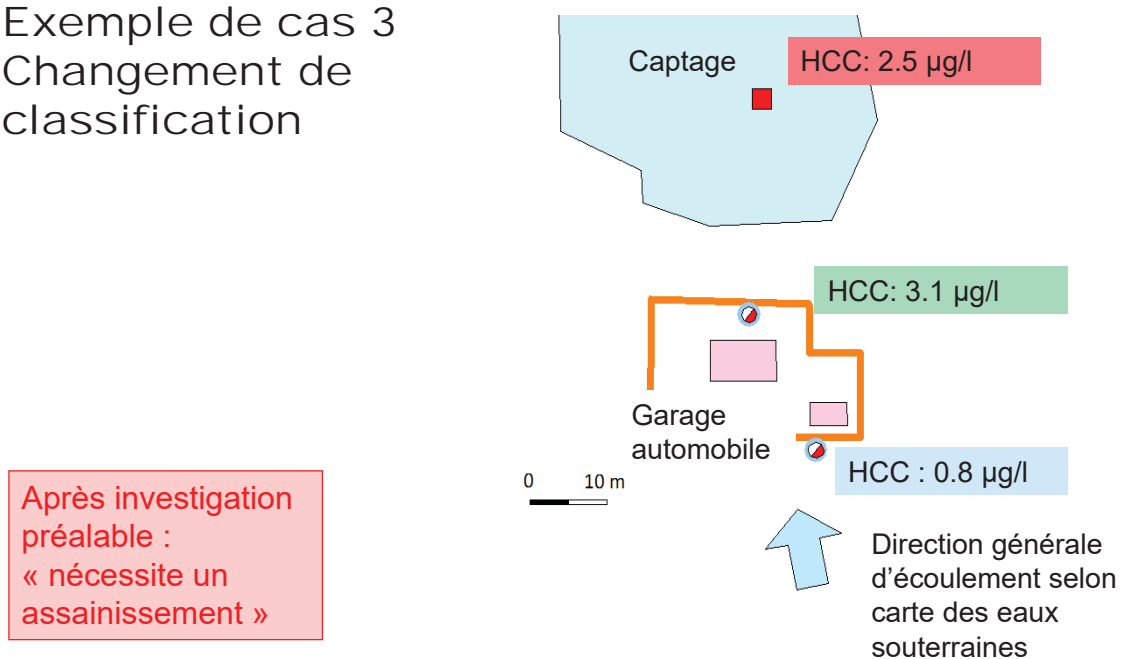 Exemple de cas 3
Changement de
classification
Captage
HCC: 2.5 µg/l
HCC: 3.1 µg/l
Garage
automobile
HCC : 0.8 µg/l
0 10 m
Après investigation
préalable :
« nécessite un
assainissement »
Direction générale
d’écoulement selon
carte des eaux
souterraines